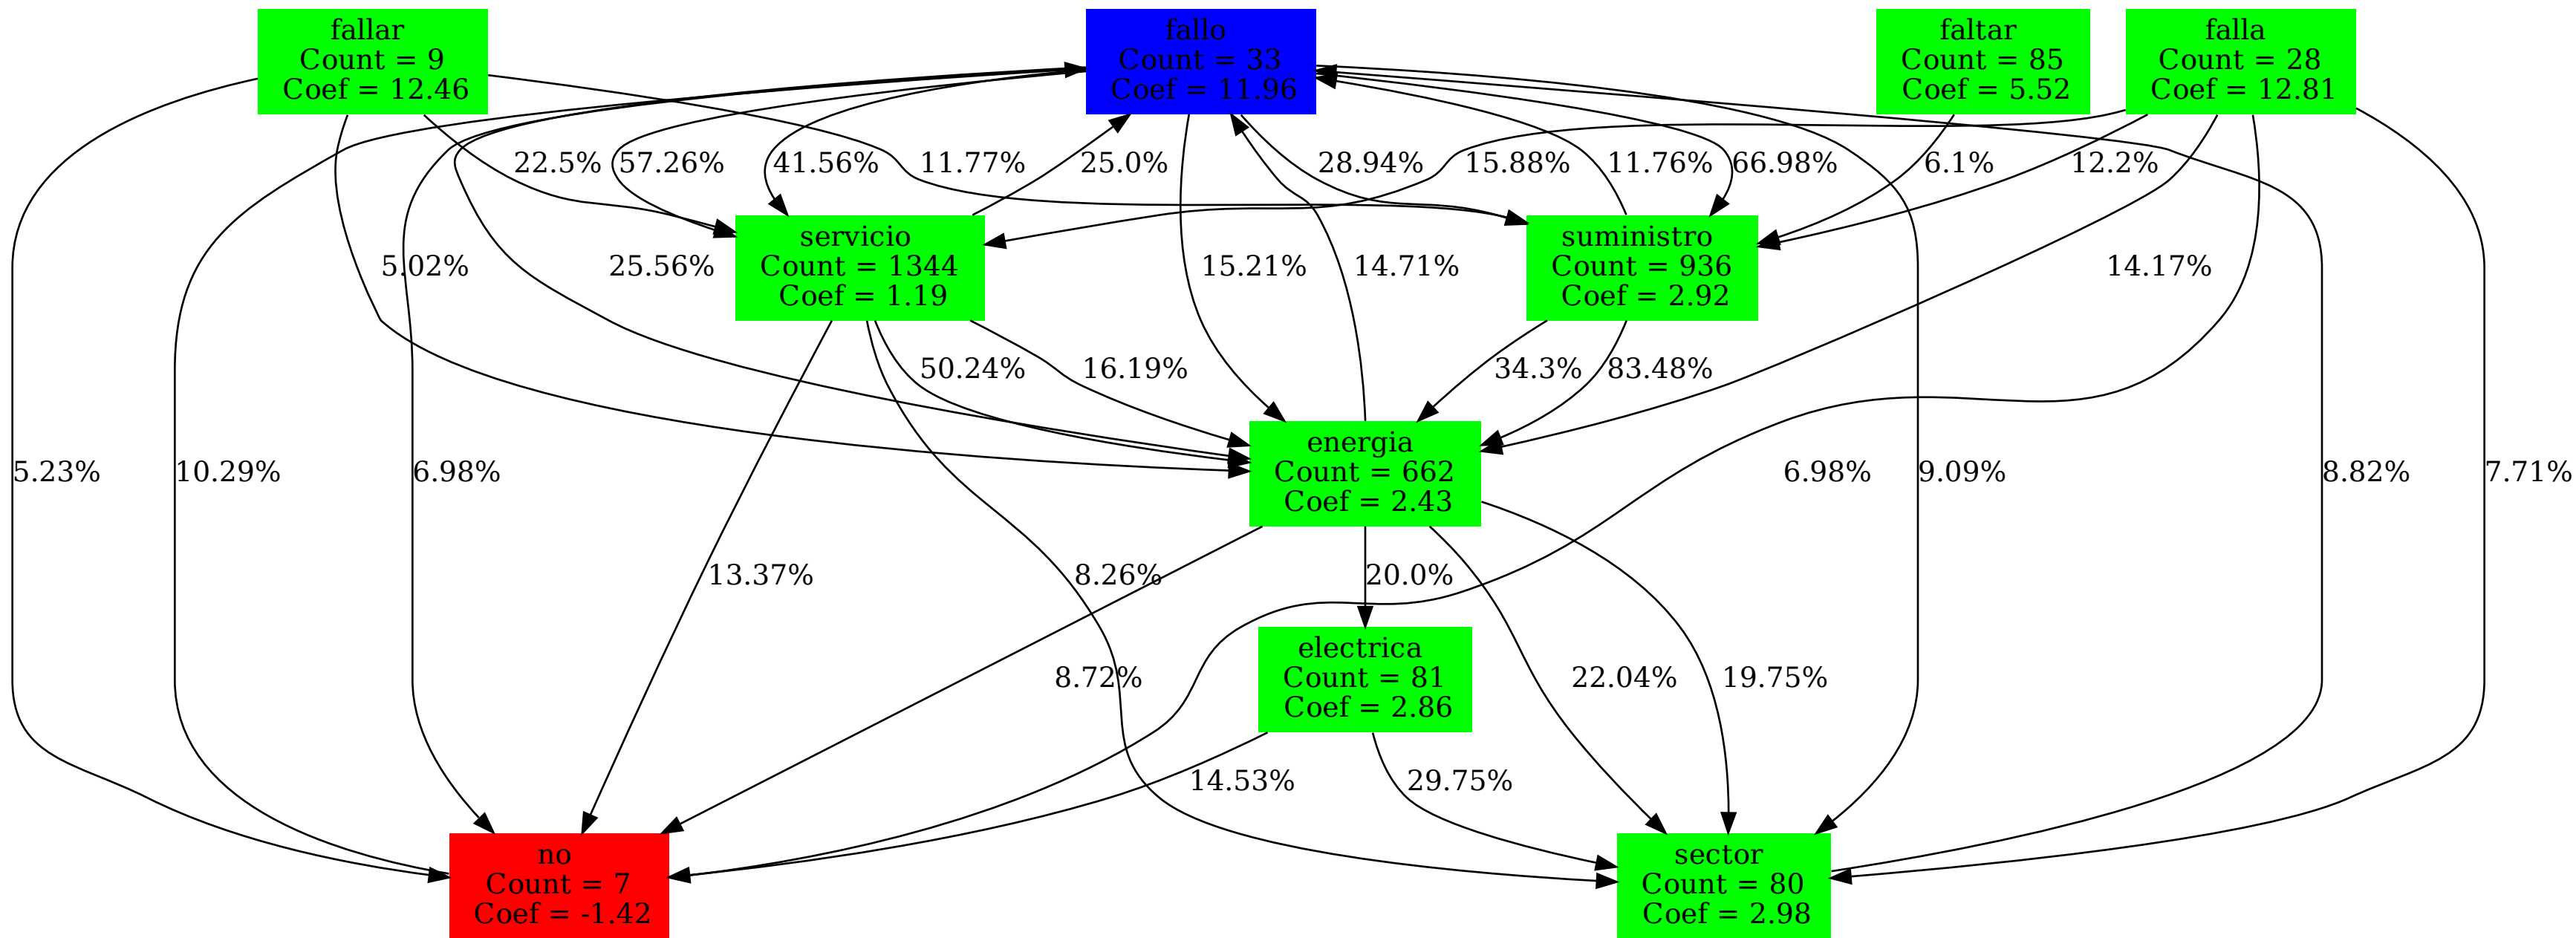 fallar
Count = 9
Coef = 12.46
fallo
Count = 33
Coef = 11.96
faltar
Count = 85
Coef = 5.52
falla
Count = 28
Coef = 12.81
22.5%
57.26%
41.56%
11.77%
25.0%
28.94%
15.88%
11.76%
66.98%
6.1%
12.2%
servicio
Count = 1344
Coef = 1.19
suministro
Count = 936
Coef = 2.92
5.02%
25.56%
15.21%
14.71%
14.17%
50.24%
16.19%
34.3%
83.48%
energia
Count = 662
Coef = 2.43
5.23%
10.29%
6.98%
6.98%
9.09%
8.82%
7.71%
13.37%
8.26%
20.0%
electrica
Count = 81
Coef = 2.86
8.72%
22.04%
19.75%
14.53%
29.75%
no
Count = 7
Coef = -1.42
sector
Count = 80
Coef = 2.98